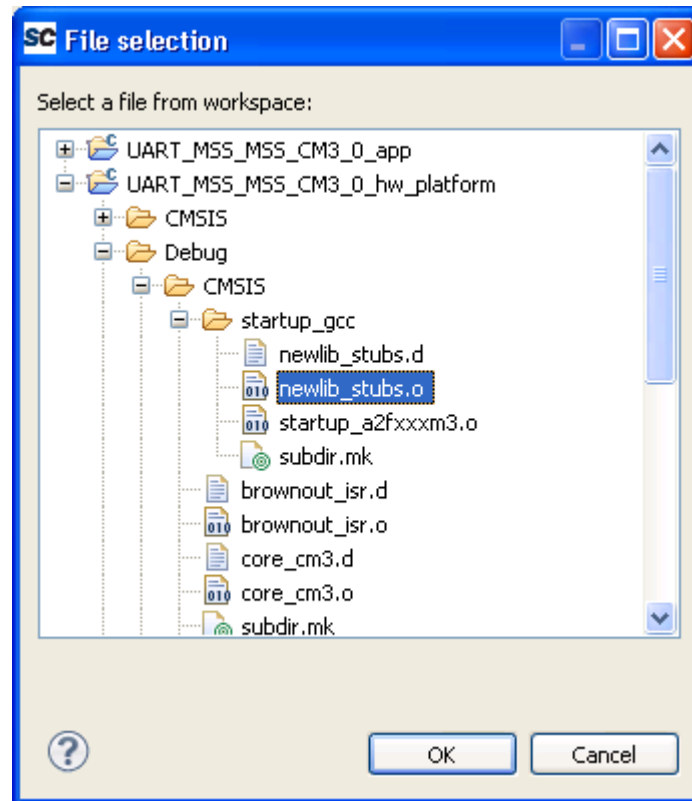 SC File selection
Select a file from workspace:
UART_MSS_MSS_CM3_0_app
UART_MSS_MSS_CM3_0_hw_platform
CMSIS
Debug
CMSIS
startup_gcc
newlib_stubs.d
newlib_stubs.o
startup_a2fxxxm3.o
subdir.mk
brownout_isr.d
brownout_isr.o
core_cm3.d
core_cm3.o
subdir.mk
OK Cancel